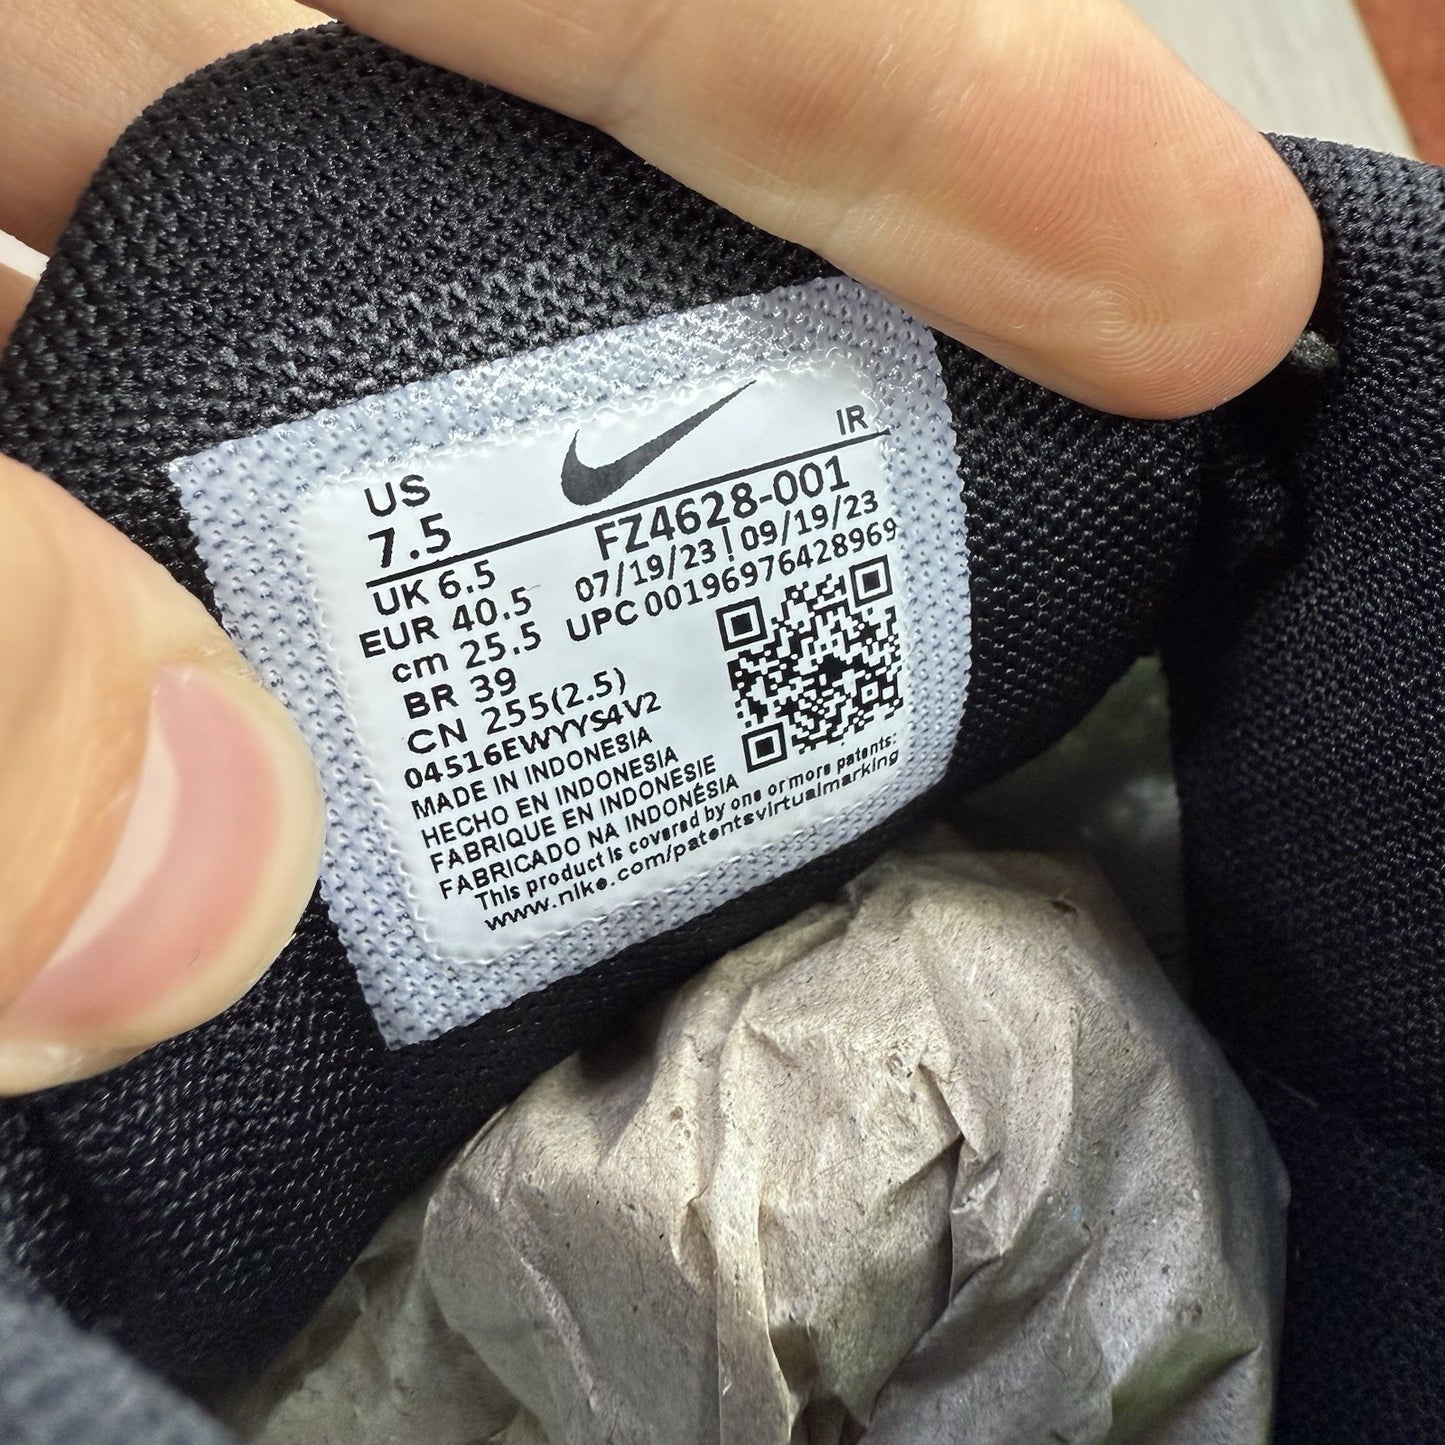 US
7.5
IR
FZ4628-001
07/19/23 | 09/19/23
UPC 00196976428969
UK 6.5
EUR 40.5
cm 25.5
BR 39
CN 255(2.5)
04516EWYYS4V2
MADE IN INDONESIA
HECHO EN INDONESIA
FABRIQUE EN INDONESIE
FABRICADO NA INDONÉSIA
This product is covered by one or more patents:
www.nike.com/patentsvirtualmarking